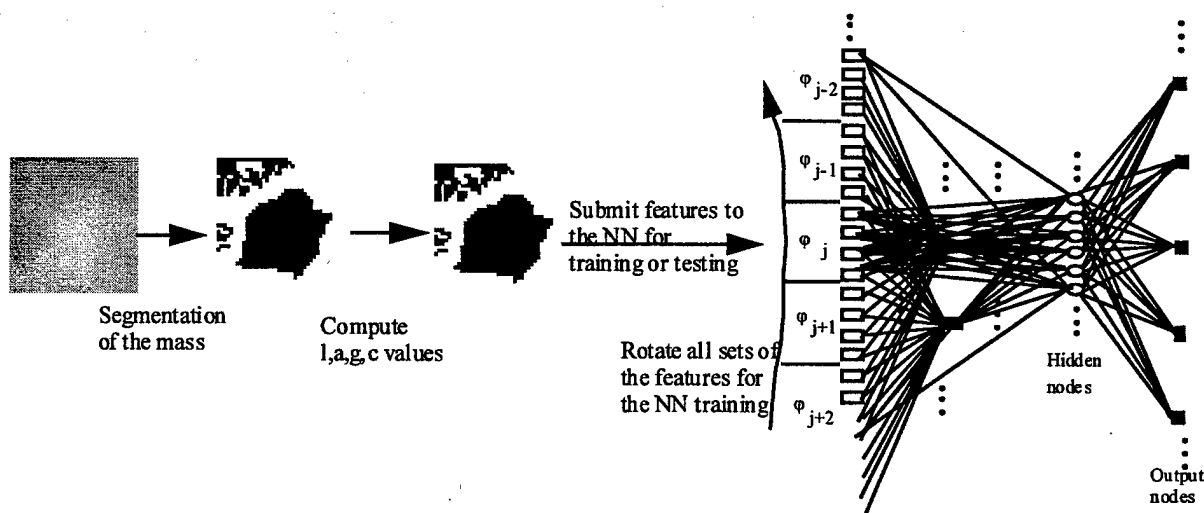 Segmentation
of the mass
Compute
l,a,g,c values
Submit features to
the NN for
training or testing
Rotate all sets of
the features for
the NN training
φ j-2
φ j-1
φ j
φ j+1
φ j+2
Hidden
nodes
Output
nodes